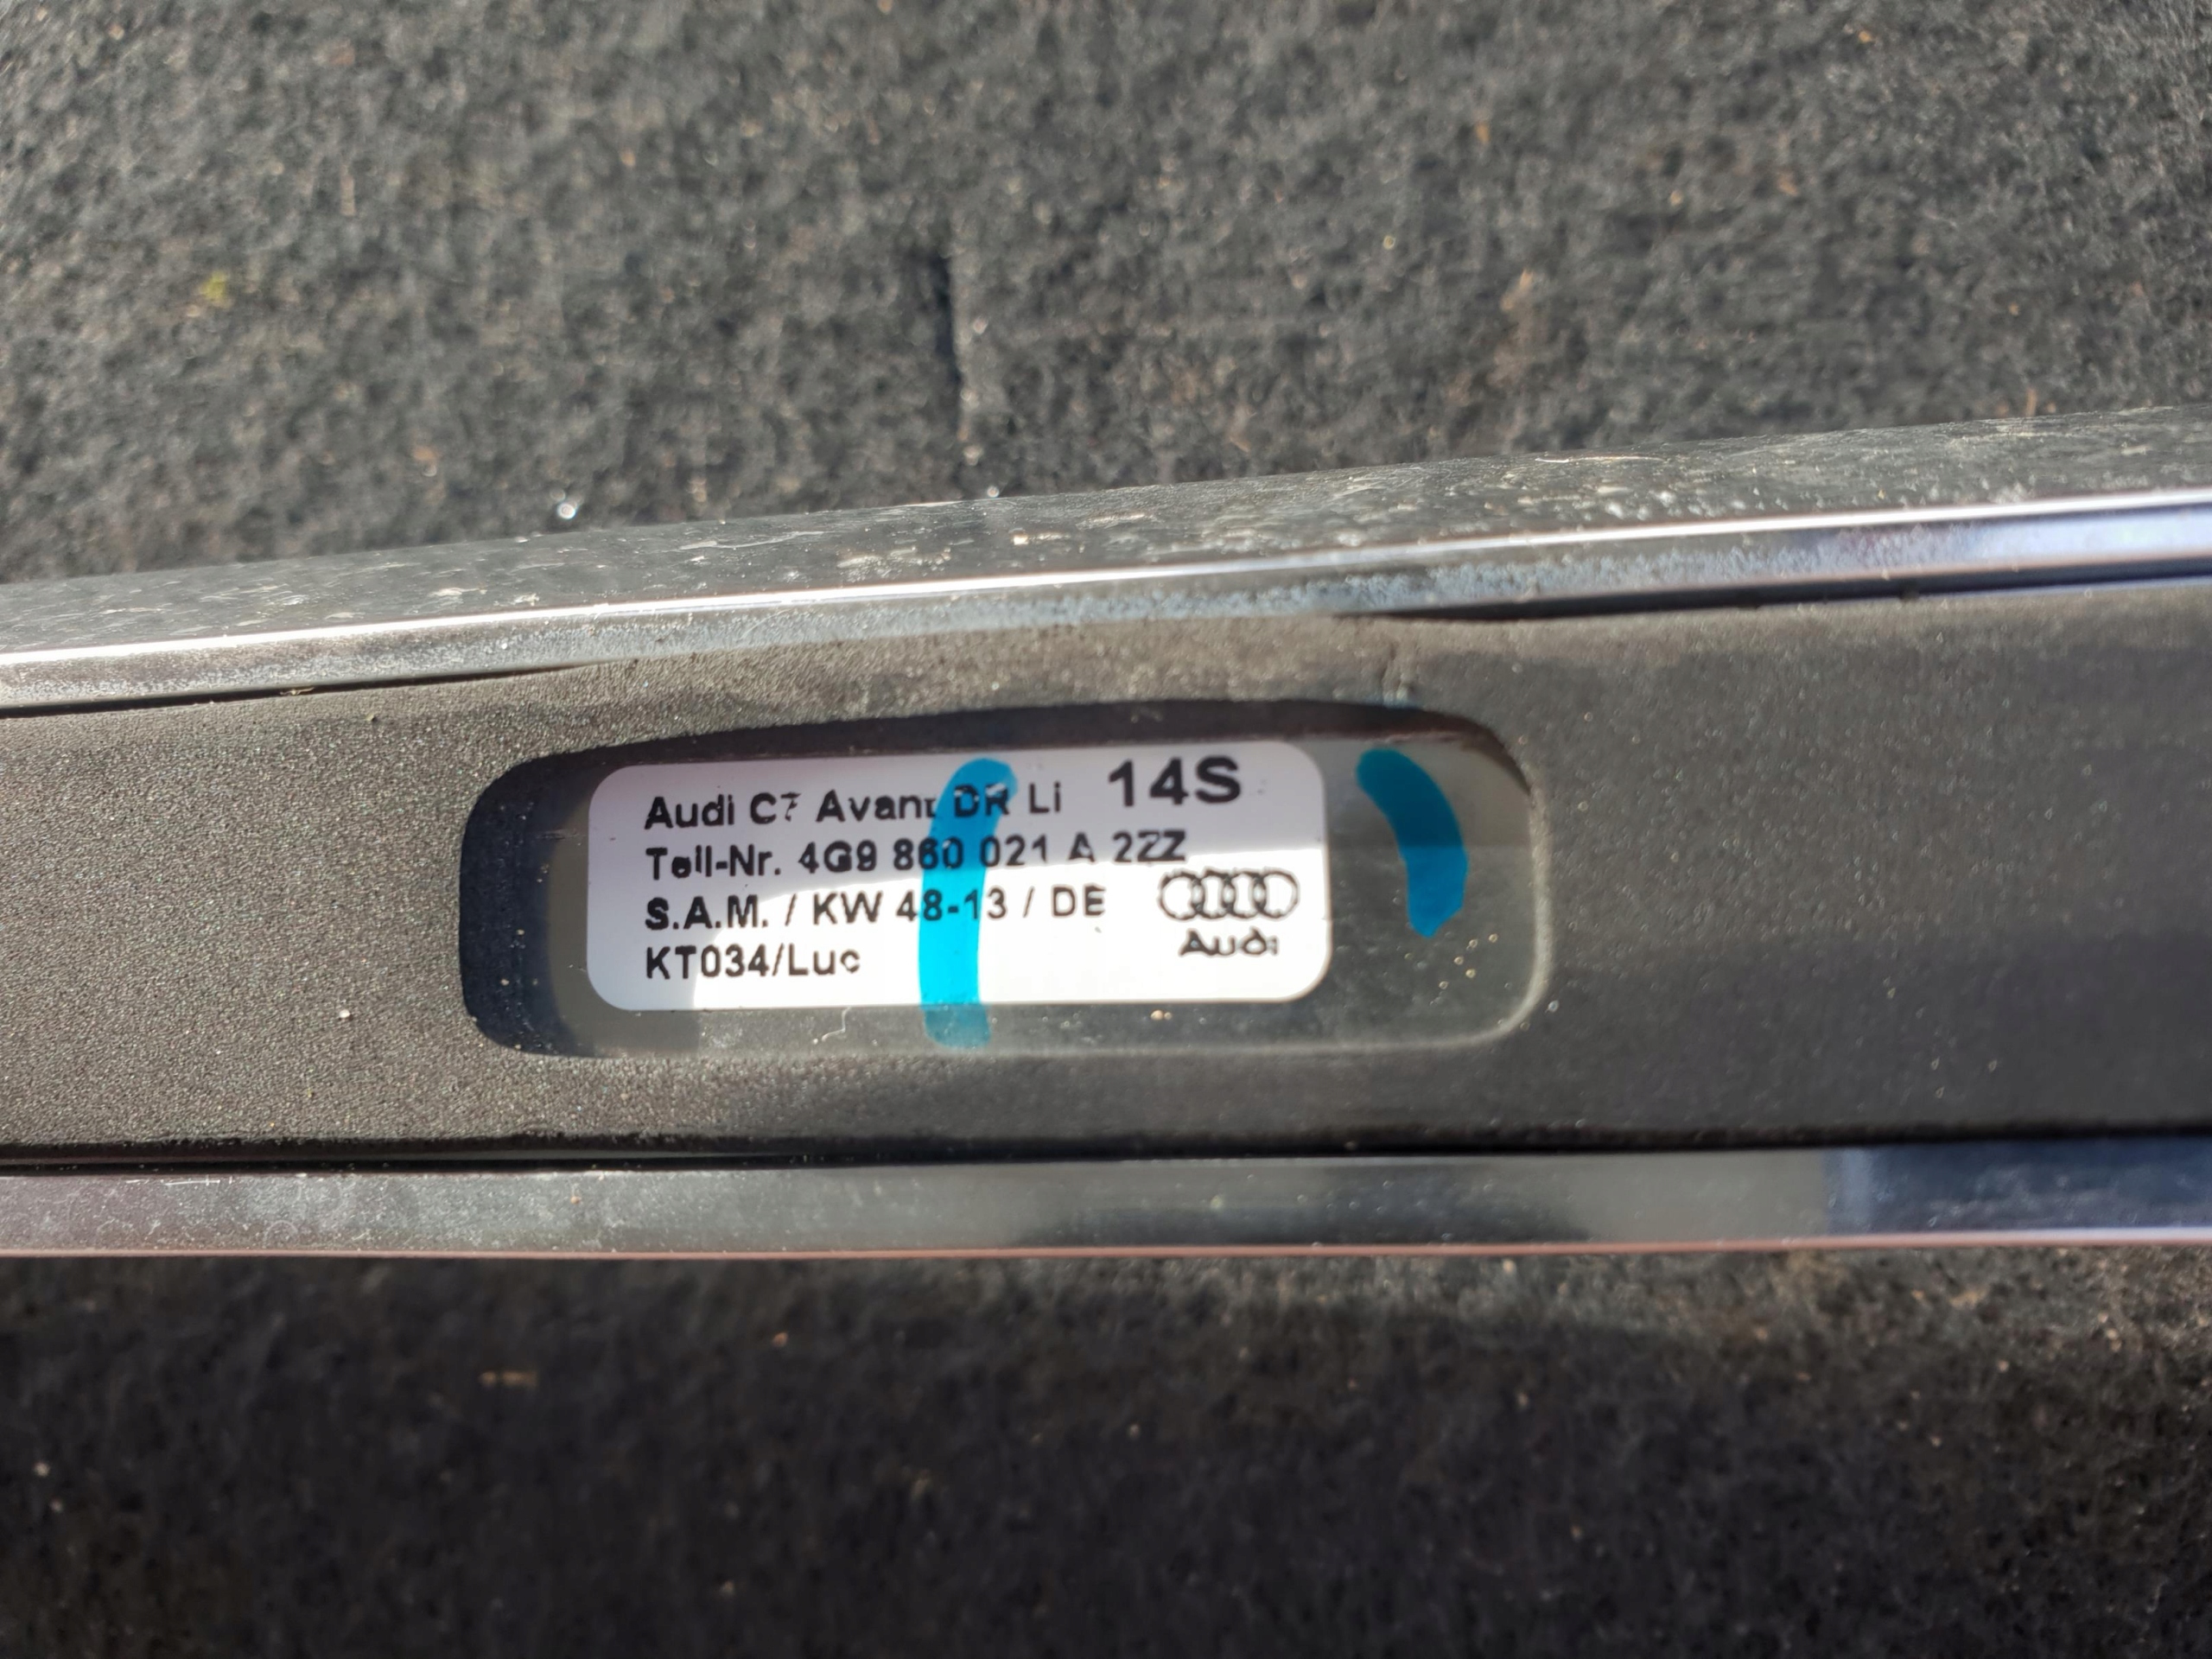 Audi C7 Avant DR Li 14S
Teil-Nr. 4G9 860 021 A 2ZZ
S.A.M. / KW 48-13 / DE
KT034/Luc
Audi